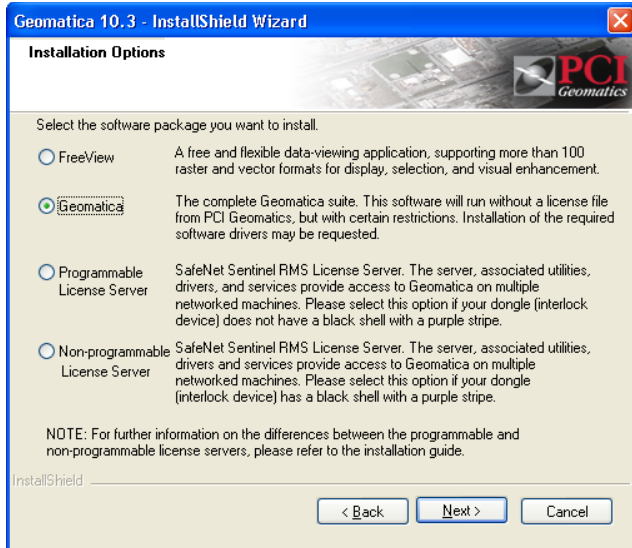 Geomatica 10.3 - InstallShield Wizard
Installation Options
PCI
Geomatics
Select the software package you want to install.
FreeView
A free and flexible data-viewing application, supporting more than 100
raster and vector formats for display, selection, and visual enhancement.
Geomatica
The complete Geomatica suite. This software will run without a license file
from PCI Geomatics, but with certain restrictions. Installation of the required
software drivers may be requested.
Programmable
License Server
SafeNet Sentinel RMS License Server. The server, associated utilities,
drivers, and services provide access to Geomatica on multiple
networked machines. Please select this option if your dongle (interlock
device) does not have a black shell with a purple stripe.
Non-programmable
License Server
SafeNet Sentinel RMS License Server. The server, associated utilities,
drivers and services provide access to Geomatica on multiple
networked machines. Please select this option if your dongle
(interlock device) has a black shell with a purple stripe.
NOTE: For further information on the differences between the programmable and
non-programmable license servers, please refer to the installation guide.
InstallShield
< Back
Next >
Cancel